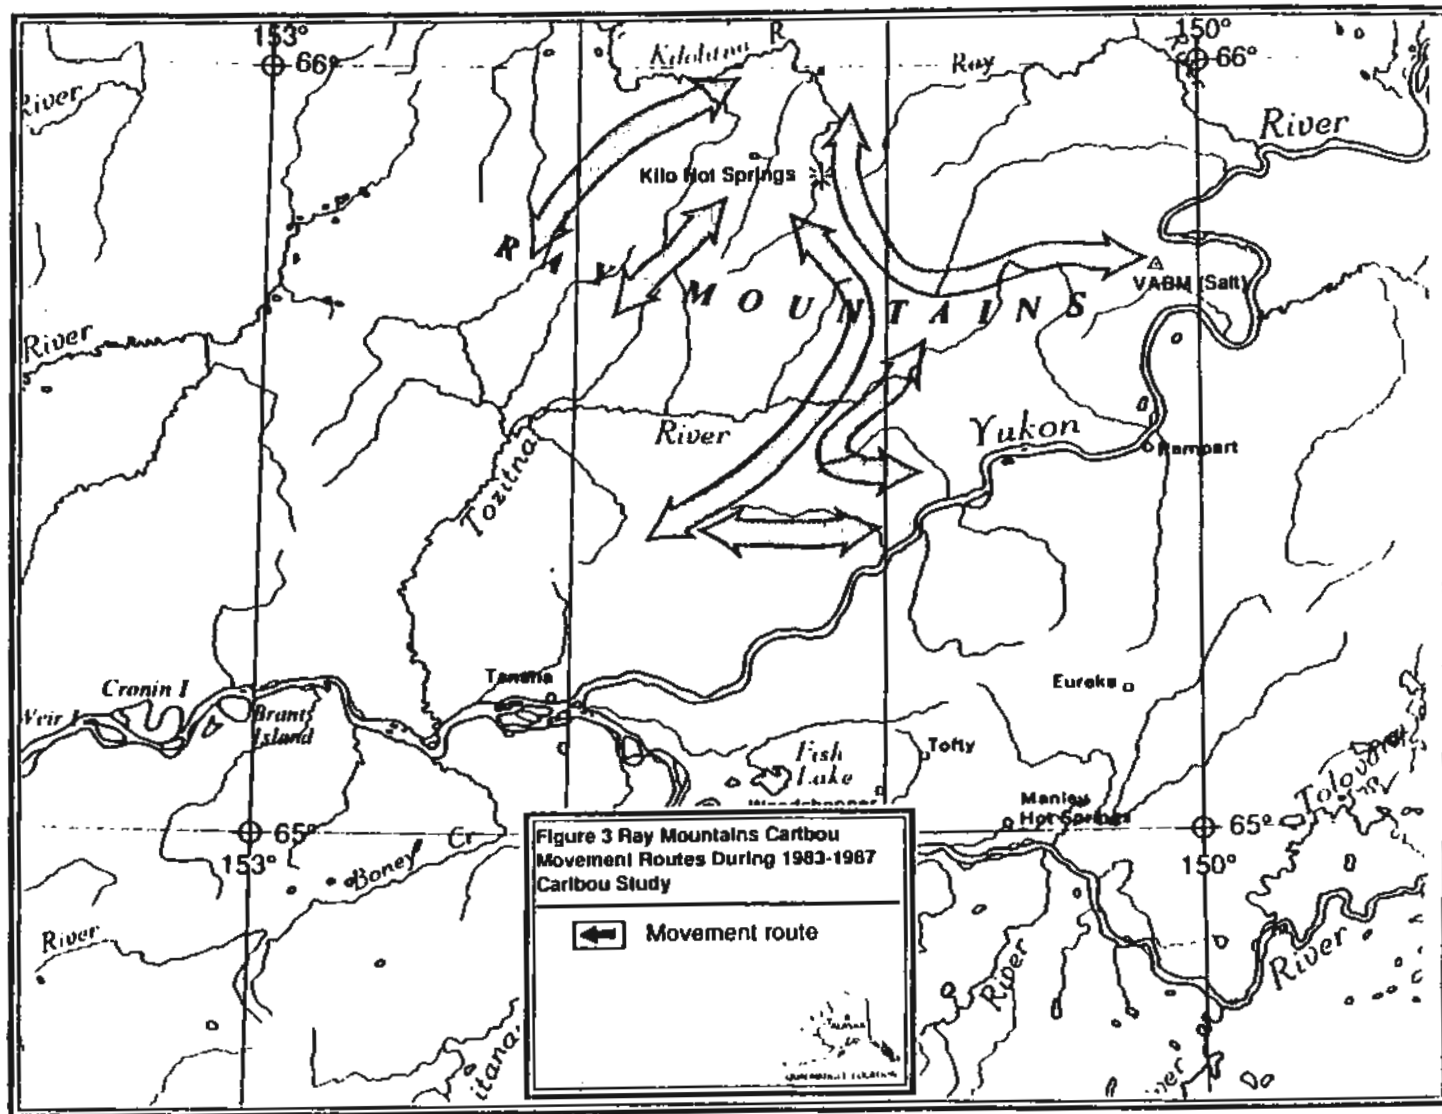 153°
66°
R
Ray
150°
66°
River
River
Kilo Hot Springs
RAY
MOUNTAINS
VABM (Salt)
River
River
Yukon
Rampart
Tozitna
Tanana
Eureka
Cronin I
Weir I
Brants
Island
Tofty
Fish
Lake
Manley
Hot Springs
65°
153°
Cr
Boney
65°
150°
River
River
River
Figure 3 Ray Mountains Caribou
Movement Routes During 1983-1987
Caribou Study
Movement route
itana